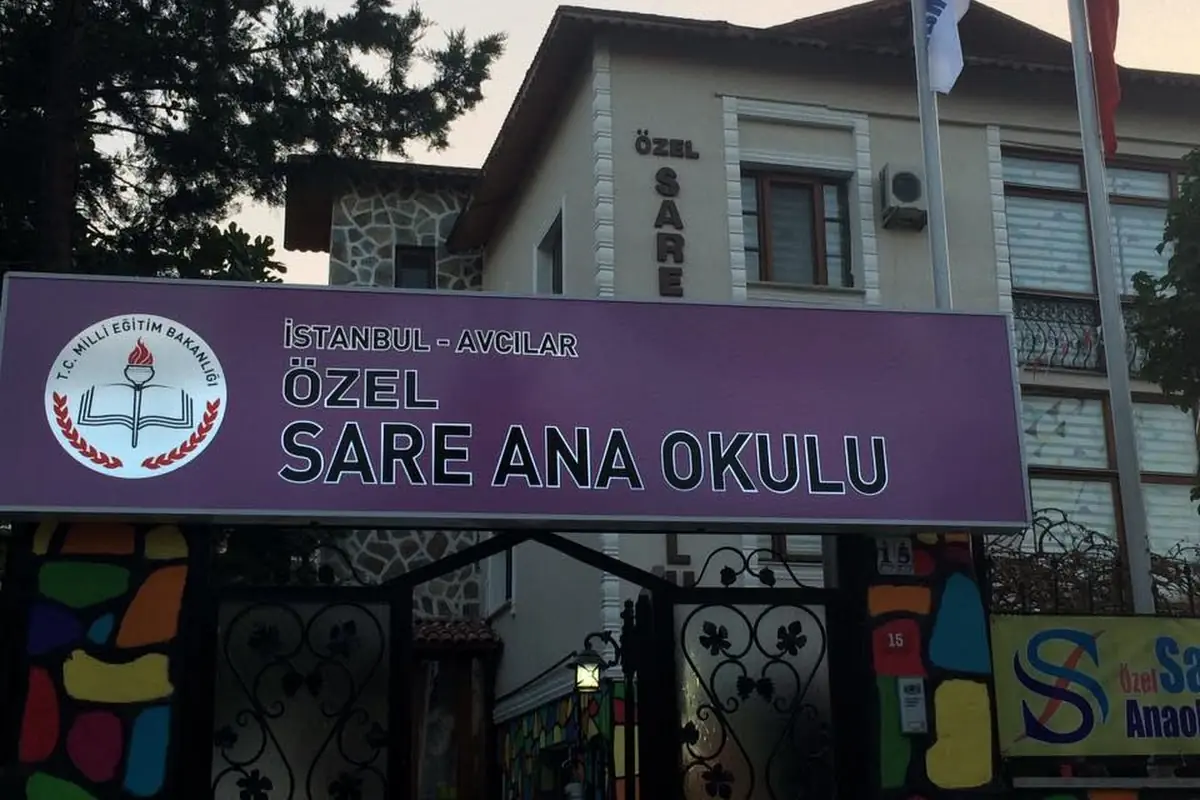 ÖZEL
SARE
T.C. MİLLİ EĞİTİM BAKANLIĞI
İSTANBUL - AVCILAR
ÖZEL
SARE ANA OKULU
15
15
Özel